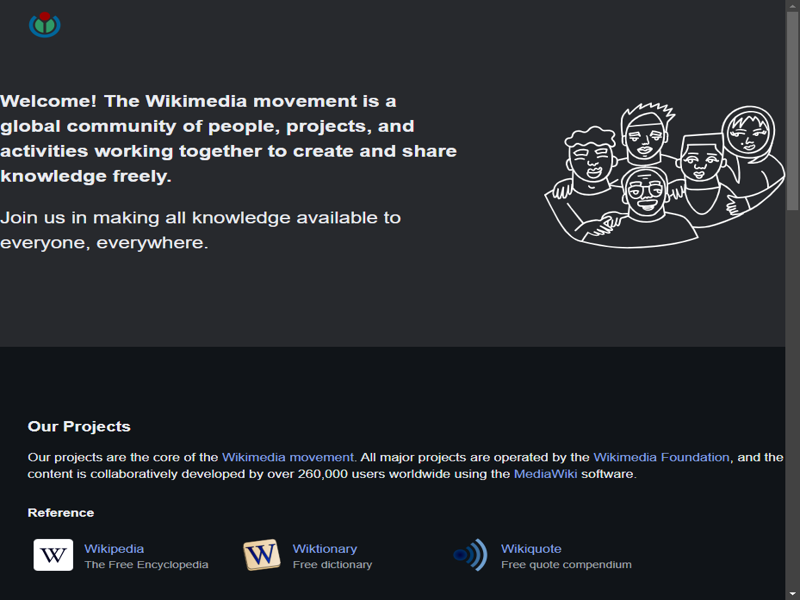 Welcome! The Wikimedia movement is a
global community of people, projects, and
activities working together to create and share
knowledge freely.
Join us in making all knowledge available to
everyone, everywhere.
Our Projects
Our projects are the core of the Wikimedia movement. All major projects are operated by the Wikimedia Foundation, and the
content is collaboratively developed by over 260,000 users worldwide using the MediaWiki software.
Reference
W
Wikipedia
The Free Encyclopedia
W
Wiktionary
Free dictionary
Wikiquote
Free quote compendium